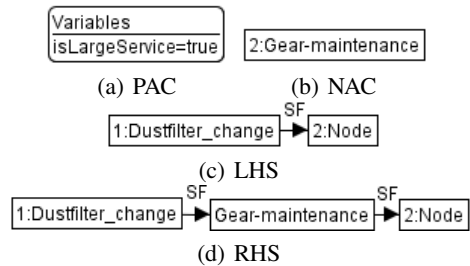 Variables
isLargeService=true
2:Gear-maintenance
(a) PAC
(b) NAC
SF
1:Dustfilter_change
2:Node
(c) LHS
SF
SF
1:Dustfilter_change
Gear-maintenance
2:Node
(d) RHS